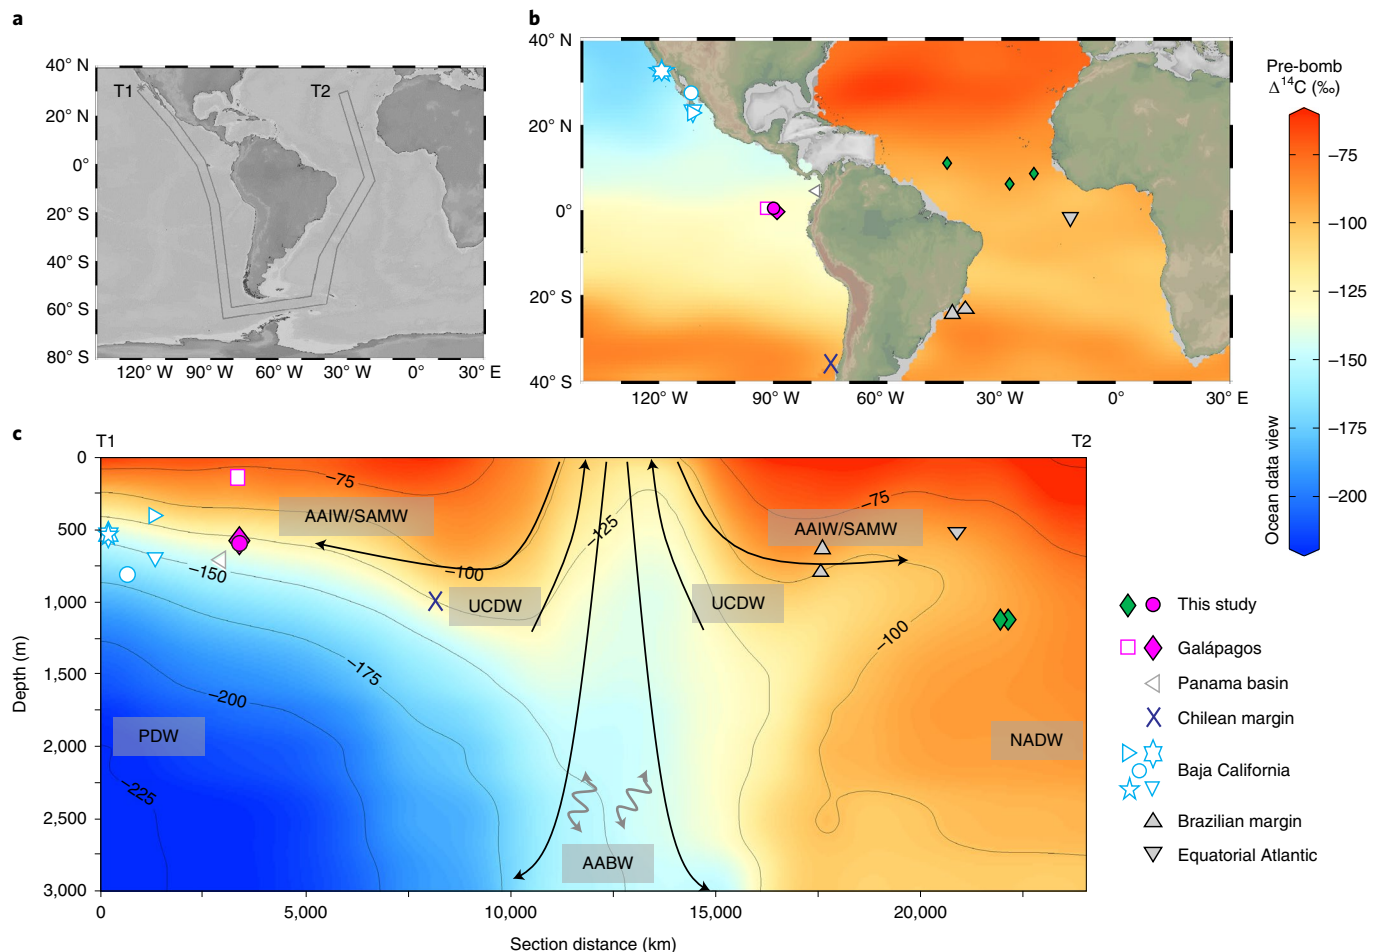 a
40° N
20° N
0°
20° S
40° S
60° S
80° S
T1
T2
120° W
90° W
60° W
30° W
0°
30° E
b
40° N
20° N
0°
20° S
40° S
120° W
90° W
60° W
30° W
0°
30° E
Pre-bomb
Δ¹⁴C (‰)
−75
−100
−125
−150
−175
−200
Ocean data view
c
T1
T2
0
500
1,000
1,500
2,000
2,500
3,000
Depth (m)
−75
AAIW/SAMW
−100
−125
−150
UCDW
−175
−200
PDW
−225
−75
AAIW/SAMW
UCDW
−100
NADW
AABW
0
5,000
10,000
15,000
20,000
Section distance (km)
This study
Galápagos
Panama basin
Chilean margin
Baja California
Brazilian margin
Equatorial Atlantic